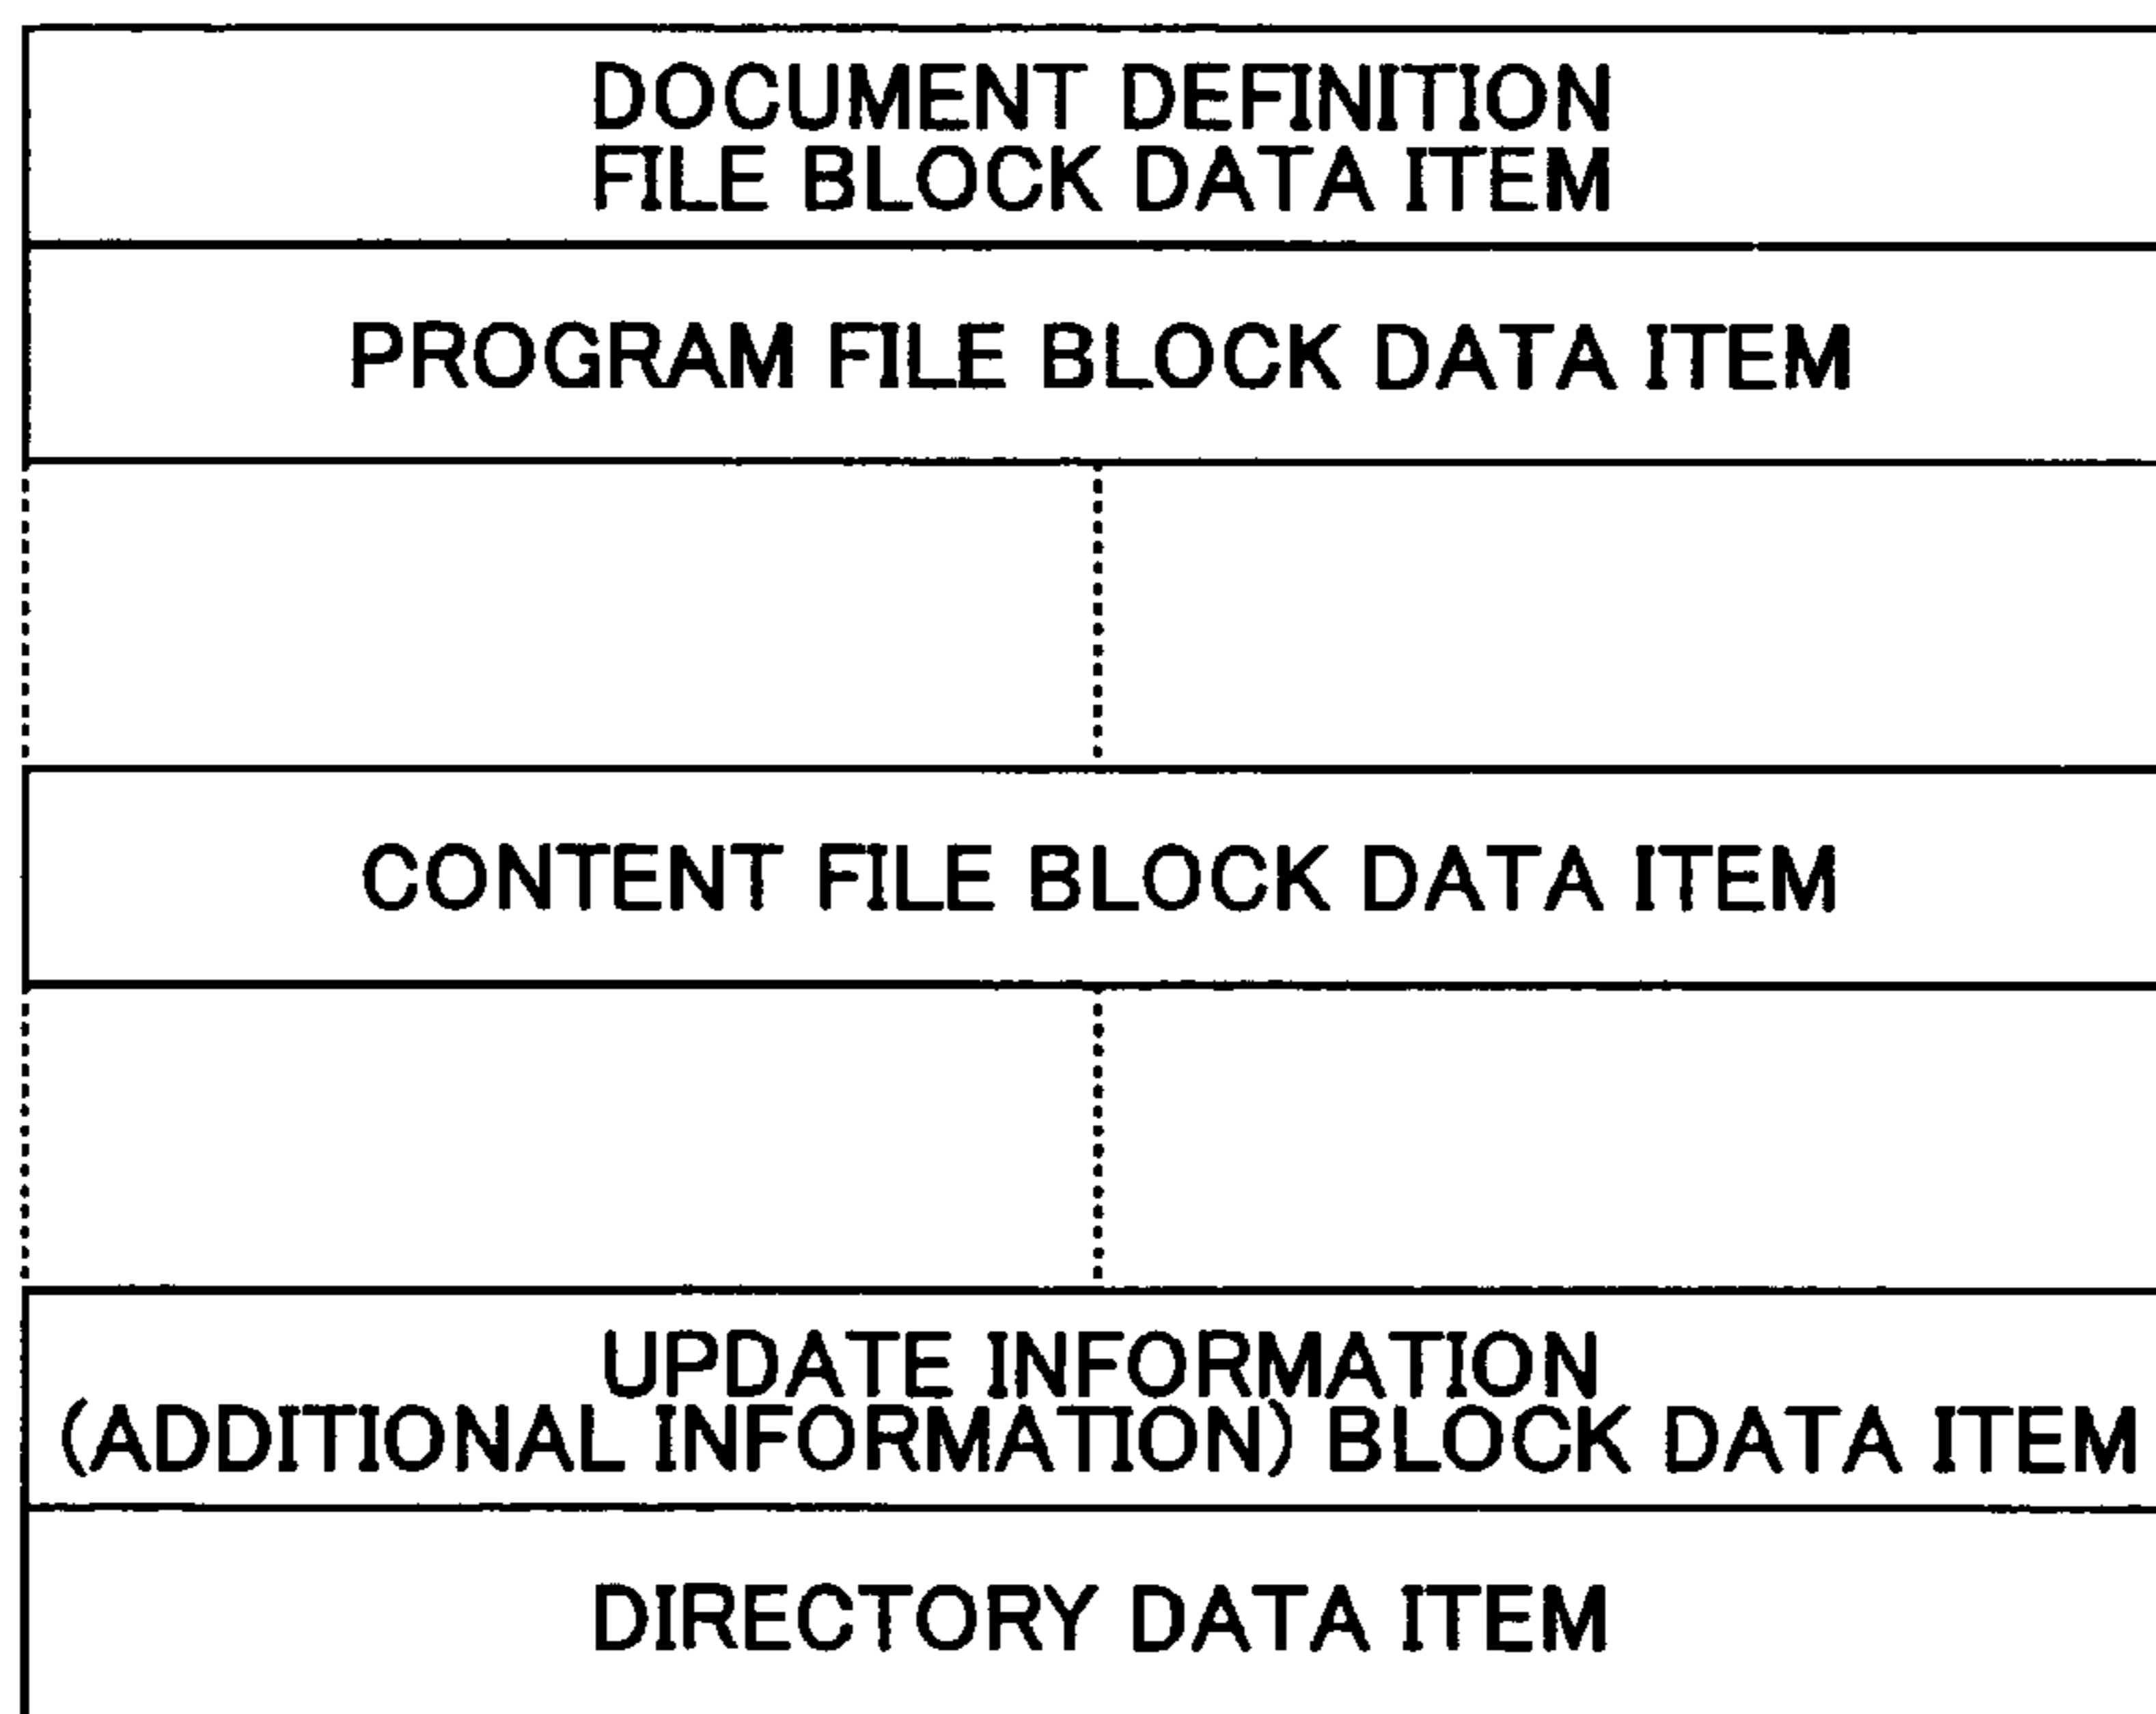 DOCUMENT DEFINITION
FILE BLOCK DATA ITEM
PROGRAM FILE BLOCK DATA ITEM
CONTENT FILE BLOCK DATA ITEM
UPDATE INFORMATION
(ADDITIONAL INFORMATION) BLOCK DATA ITEM
DIRECTORY DATA ITEM